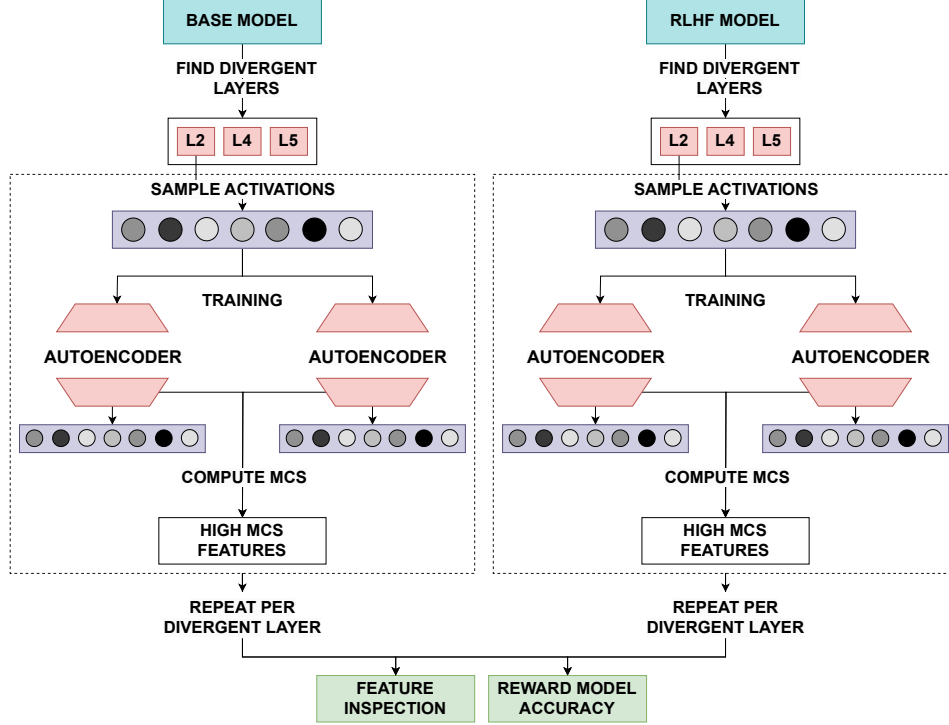 BASE MODEL
FIND DIVERGENT
LAYERS
L2 L4 L5
SAMPLE ACTIVATIONS
TRAINING
AUTOENCODER AUTOENCODER
COMPUTE MCS
HIGH MCS
FEATURES
REPEAT PER
DIVERGENT LAYER
RLHF MODEL
FIND DIVERGENT
LAYERS
L2 L4 L5
SAMPLE ACTIVATIONS
TRAINING
AUTOENCODER AUTOENCODER
COMPUTE MCS
HIGH MCS
FEATURES
REPEAT PER
DIVERGENT LAYER
FEATURE
INSPECTION
REWARD MODEL
ACCURACY